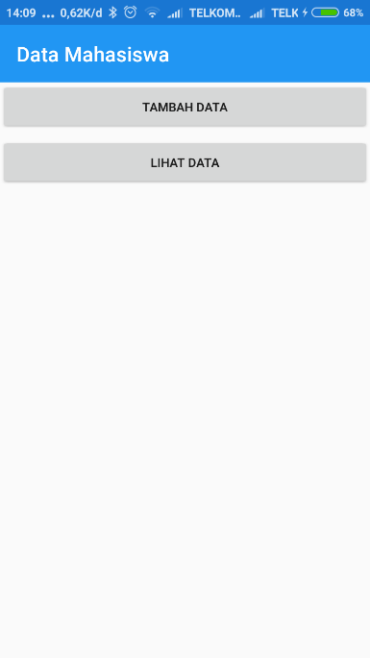 14:09 ... 0,62K/d TELKOM.. TELK 68%
Data Mahasiswa
TAMBAH DATA
LIHAT DATA